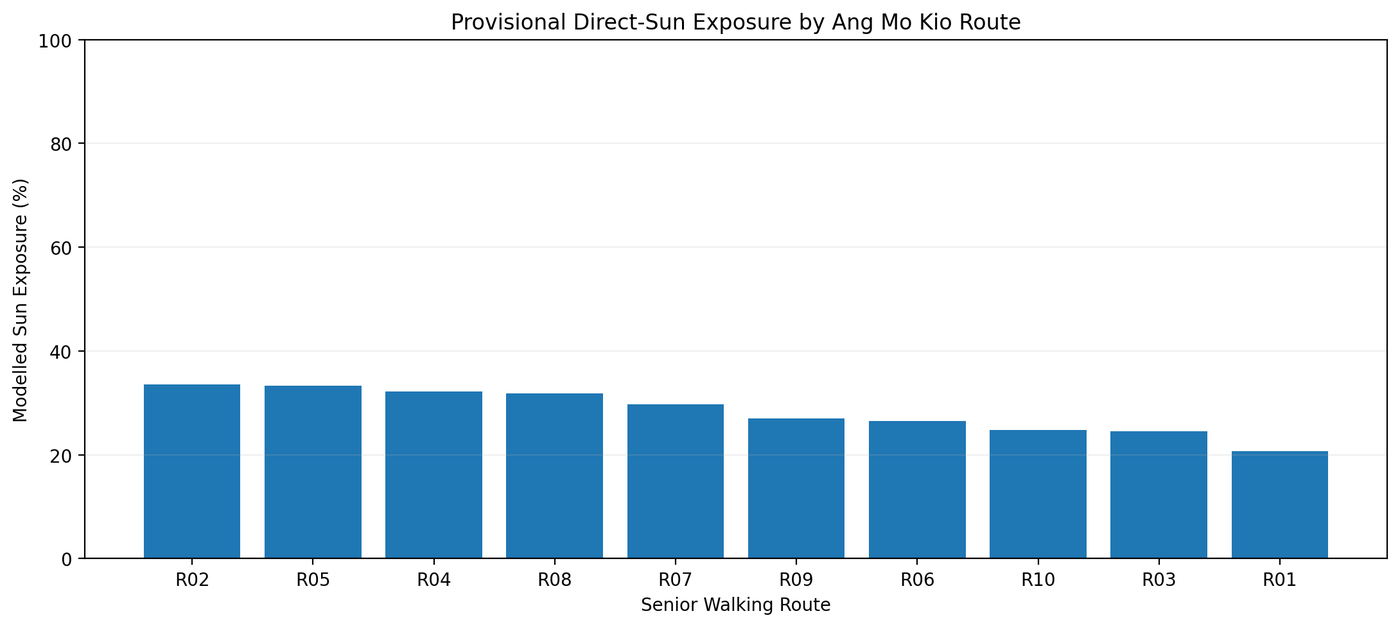 Provisional Direct-Sun Exposure by Ang Mo Kio Route
Modelled Sun Exposure (%)
100
80
60
40
20
0
R02 R05 R04 R08 R07 R09 R06 R10 R03 R01
Senior Walking Route